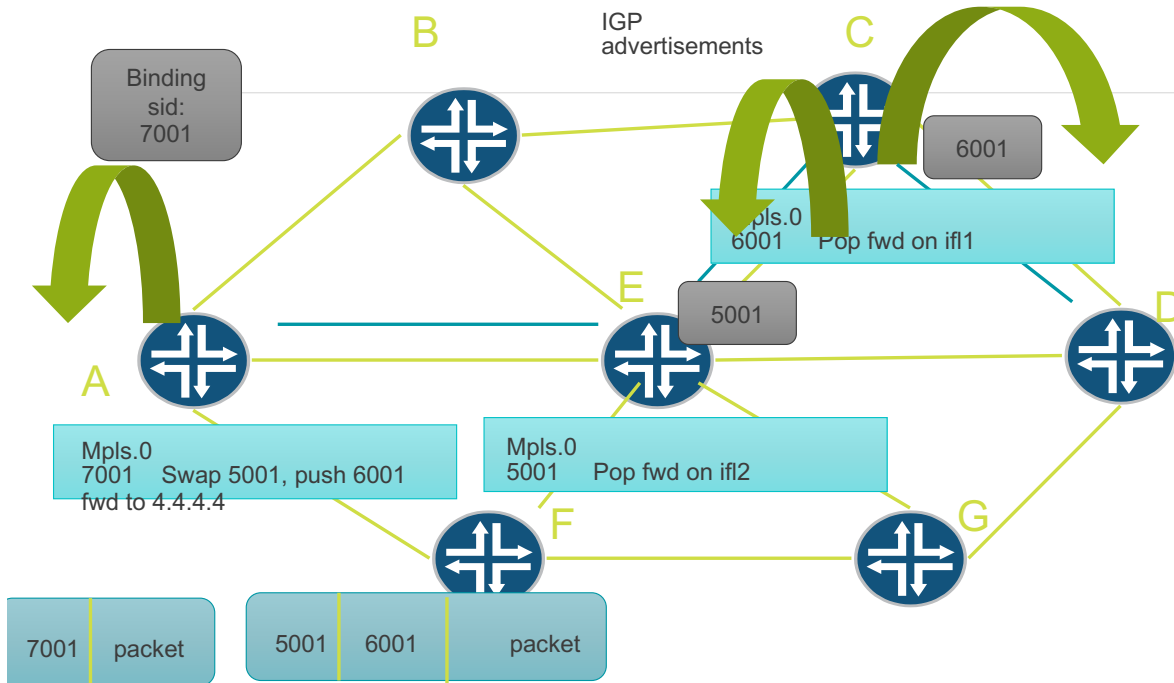 IGP
advertisements
B
C
Binding
sid:
7001
6001
Mpls.0
6001 Pop fwd on ifl1
E
5001
D
A
Mpls.0
7001 Swap 5001, push 6001
fwd to 4.4.4.4
Mpls.0
5001 Pop fwd on ifl2
F
G
7001 packet
5001 6001 packet